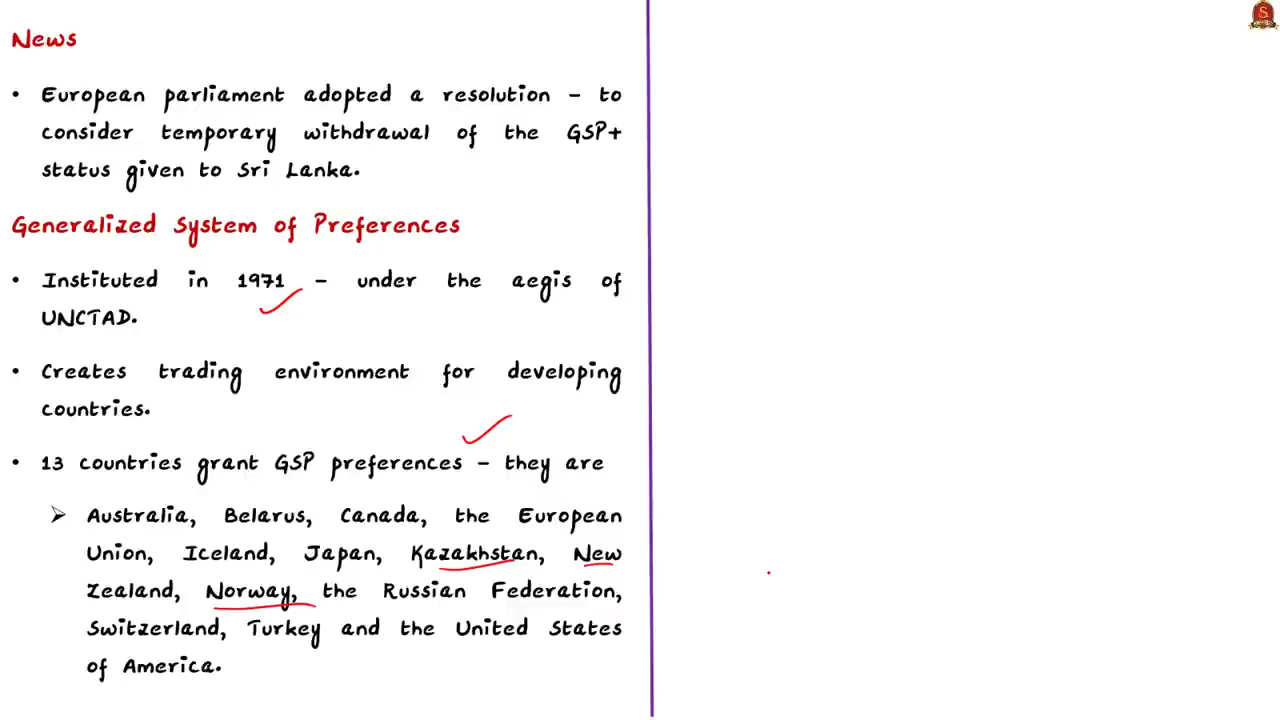 News
• European parliament adopted a resolution – to
consider temporary withdrawal of the GSP+
status given to Sri Lanka.
Generalized System of Preferences
• Instituted in 1971 – under the aegis of
UNCTAD.
• Creates trading environment for developing
countries.
• 13 countries grant GSP preferences – they are
➢ Australia, Belarus, Canada, the European
Union, Iceland, Japan, Kazakhstan, New
Zealand, Norway, the Russian Federation,
Switzerland, Turkey and the United States
of America.